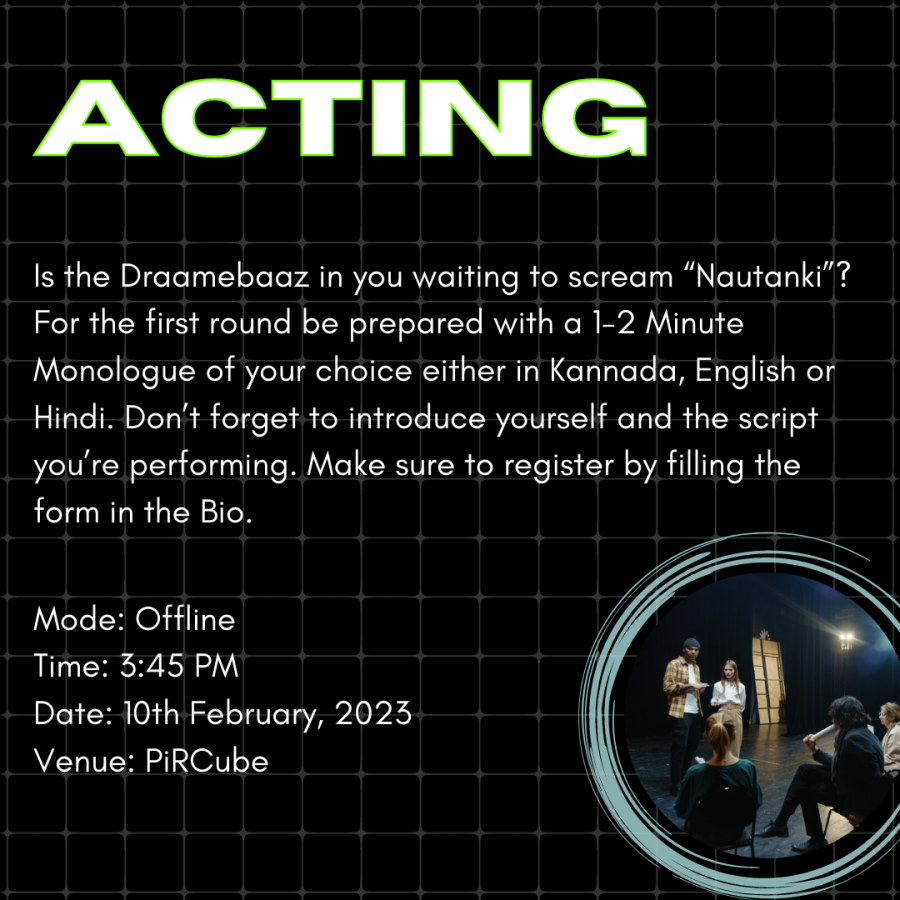 ACTING
Is the Draamebaaz in you waiting to scream “Nautanki”?
For the first round be prepared with a 1-2 Minute
Monologue of your choice either in Kannada, English or
Hindi. Don’t forget to introduce yourself and the script
you’re performing. Make sure to register by filling the
form in the Bio.
Mode: Offline
Time: 3:45 PM
Date: 10th February, 2023
Venue: PiRCube